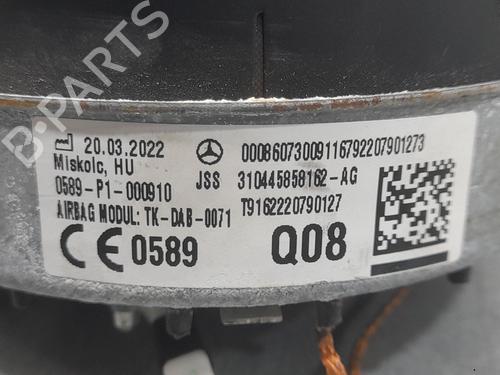 B-PARTS
20.03.2022 00086073009116792207901273
Miskolc, HU JSS 310445858162-AG
0589-P1-000910 T9162220790127
AIRBAG MODUL: TK-DAB-0071
CE 0589 Q08